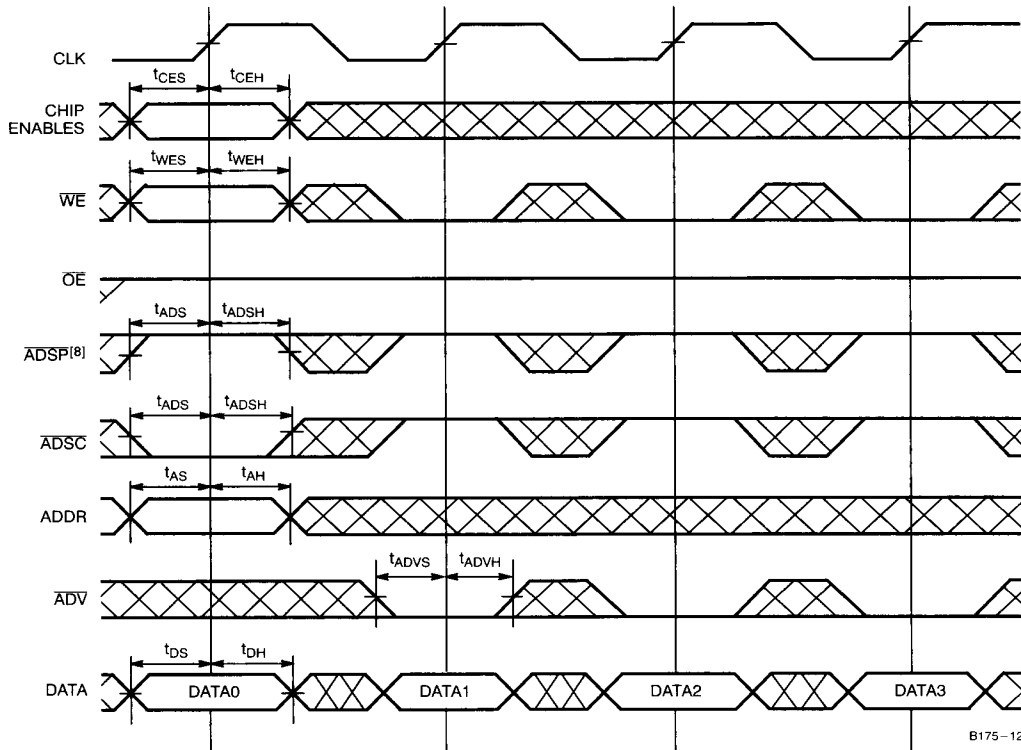 CLK
tCES tCEH
CHIP
ENABLES
tWES tWEH
WE
OE
tADS tADSH
ADSP[8]
tADS tADSH
ADSC
tAS tAH
ADDR
tADVS tADVH
ADV
tDS tDH
DATA DATA0 DATA1 DATA2 DATA3
B175-12